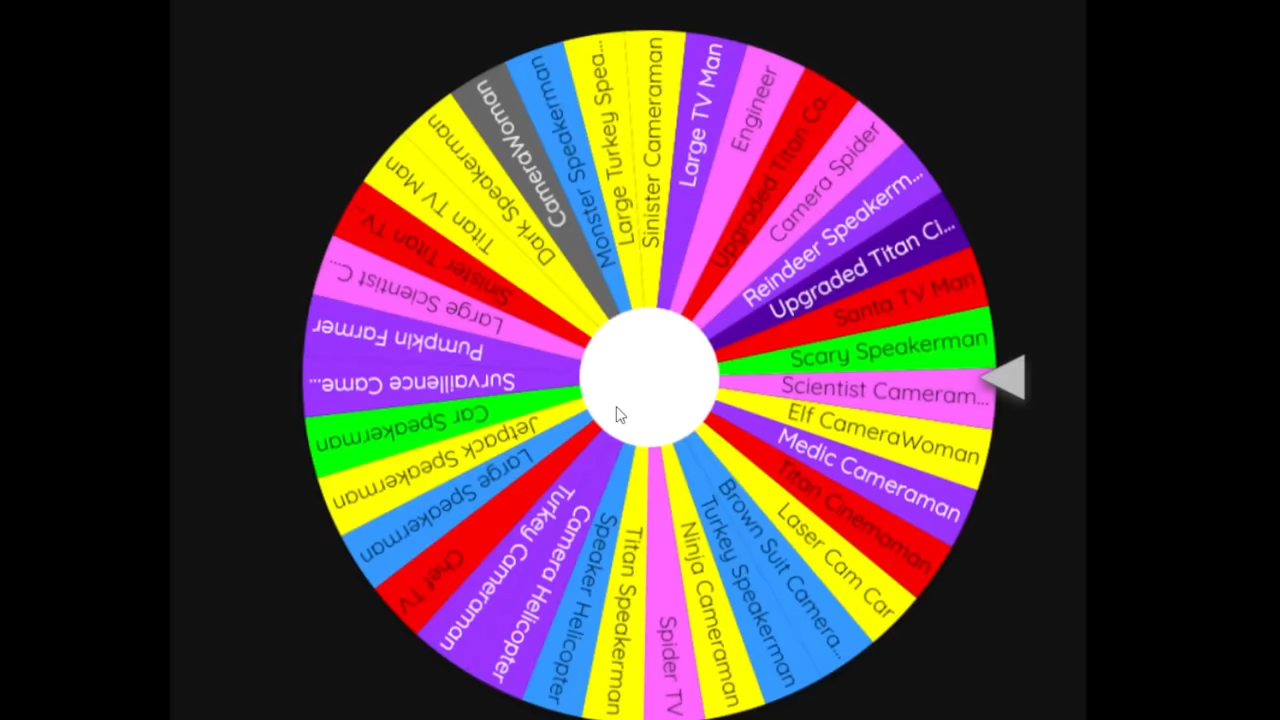 Large TV Man
Engineer
Upgraded Titan Ca...
Camera Spider
Reindeer Speakerm...
Upgraded Titan Ci...
Santa TV Man
Scary Speakerman
Scientist Cameram...
Elf CameraWoman
Medic Cameraman
Titan Cinemaman
Laser Cam Car
Brown Suit Camera...
Turkey Speakerman
Ninja Cameraman
Spider TV
Titan Speakerman
Speaker Helicopter
Camera Helicopter
Turkey Cameraman
Chef TV
Large Speakerman
Jetpack Speakerman
Car Speakerman
Survaillence Came...
Pumpkin Farmer
Large Scientist C...
Sinister Titan TV...
Titan TV Man
Dark Speakerman
CameraWoman
Monster Speakerman
Large Turkey Spea...
Sinister Cameraman